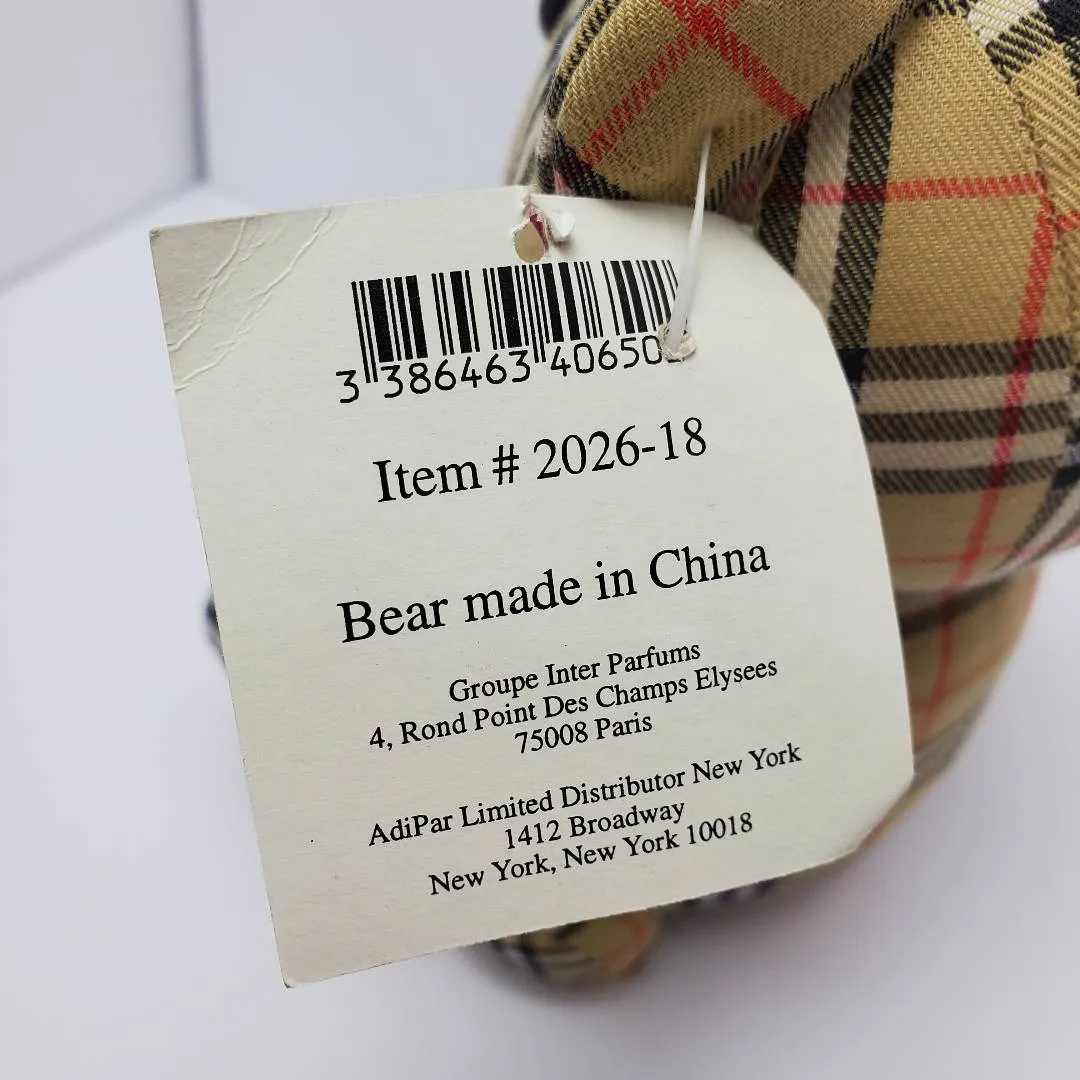 3 386463 40650
Item # 2026-18
Bear made in China
Groupe Inter Parfums
4, Rond Point Des Champs Elysees
75008 Paris
AdiPar Limited Distributor New York
1412 Broadway
New York, New York 10018